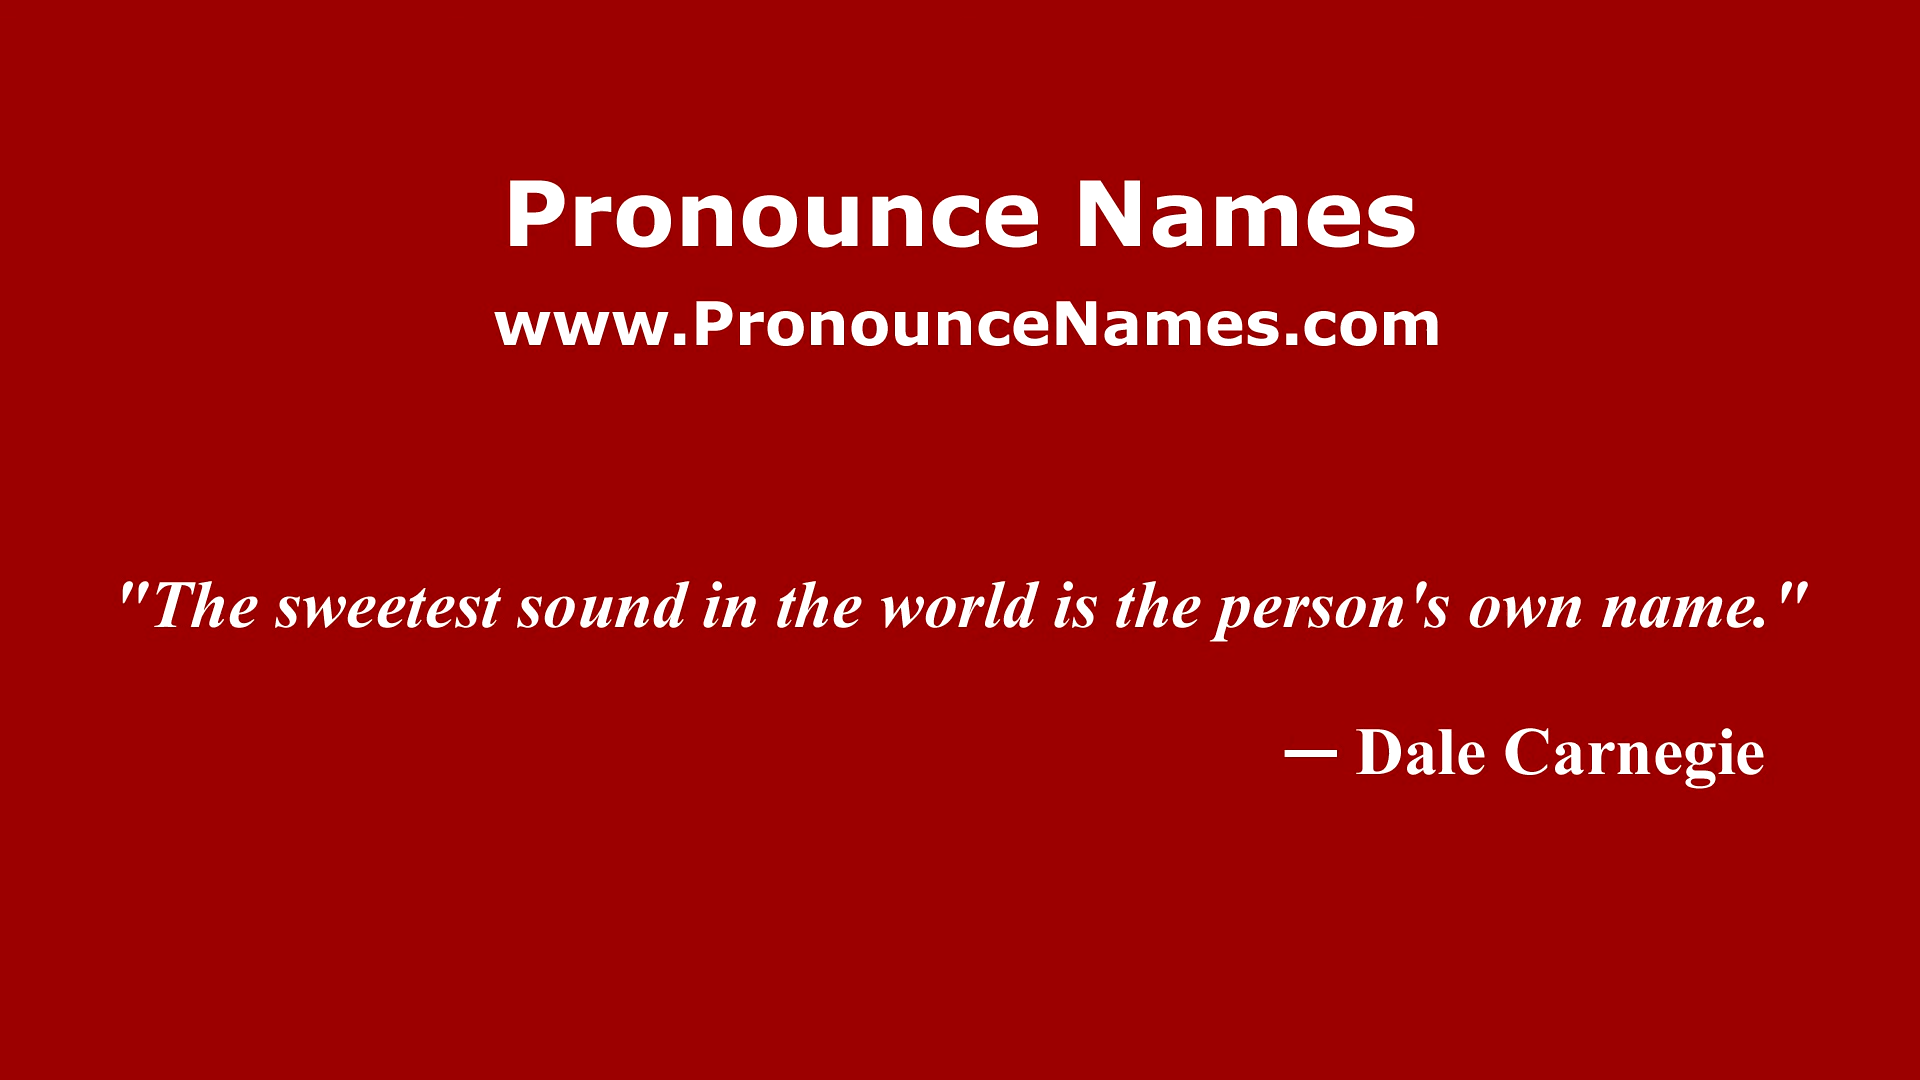 Pronounce Names
www.PronounceNames.com
"The sweetest sound in the world is the person's own name."
— Dale Carnegie